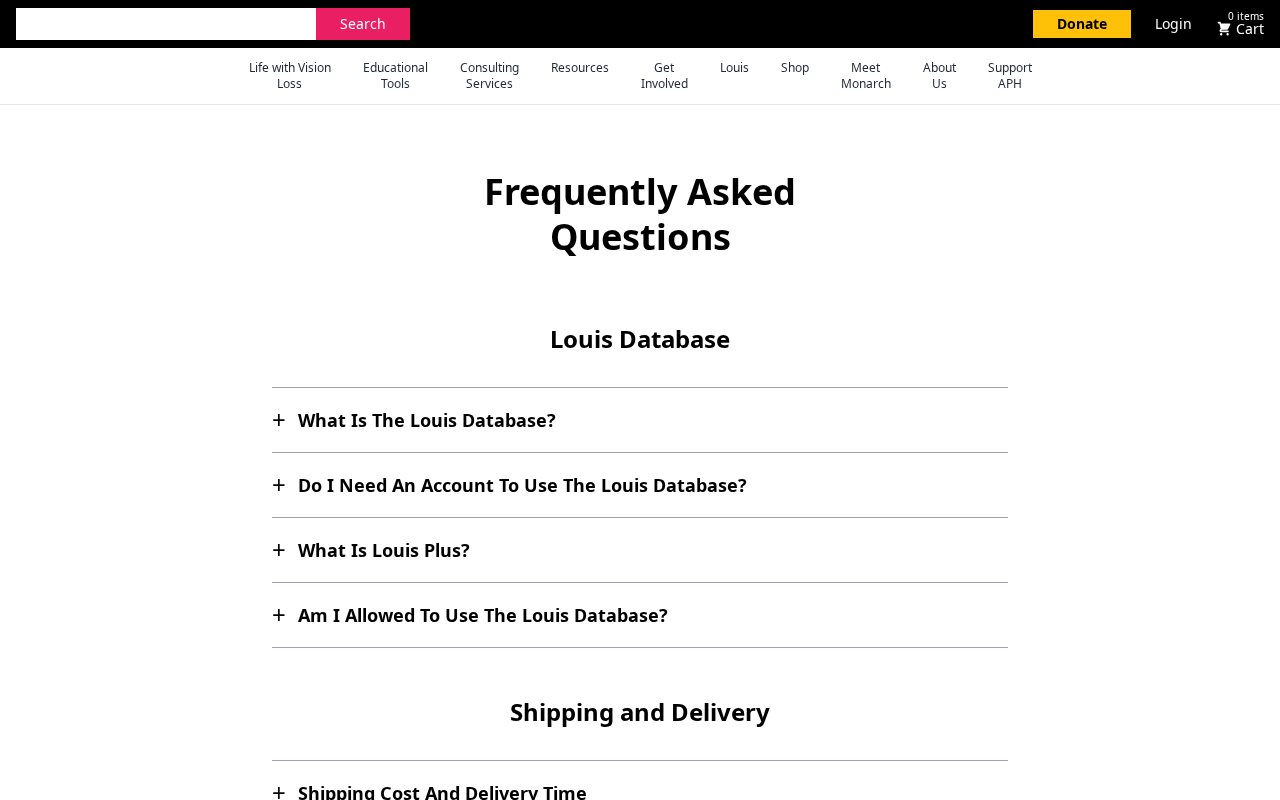 Search
Donate
Login
0 items
Cart
Life with Vision
Loss
Educational
Tools
Consulting
Services
Resources
Get
Involved
Louis
Shop
Meet
Monarch
About
Us
Support
APH
Frequently Asked
Questions
Louis Database
+ What Is The Louis Database?
+ Do I Need An Account To Use The Louis Database?
+ What Is Louis Plus?
+ Am I Allowed To Use The Louis Database?
Shipping and Delivery
+ Shipping Cost And Delivery Time